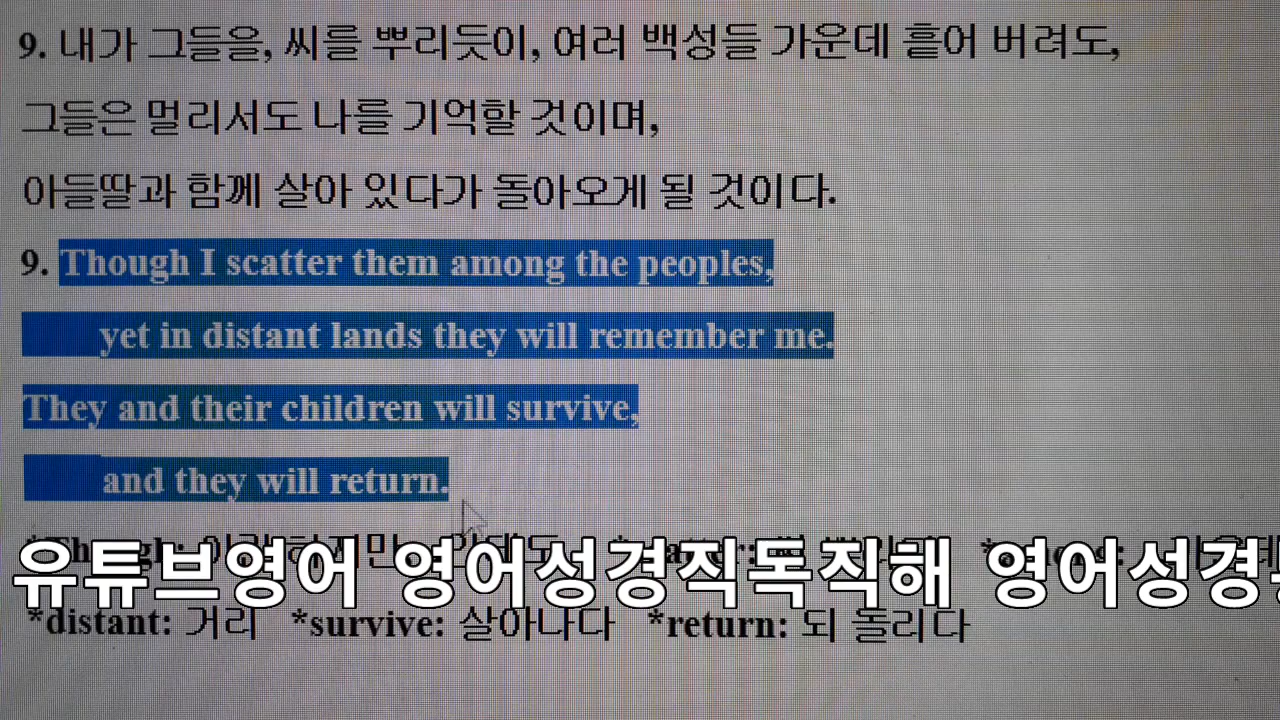 9. 내가 그들을, 씨를 뿌리듯이, 여러 백성들 가운데 흩어 버려도,
그들은 멀리서도 나를 기억할 것이며,
아들딸과 함께 살아 있다가 돌아오게 될 것이다.
9. Though I scatter them among the peoples,
yet in distant lands they will remember me.
They and their children will survive,
and they will return.
유튜브영어 영어성경직독직해 영어성경
*distant: 거리 *survive: 살아나다 *return: 되 돌리다